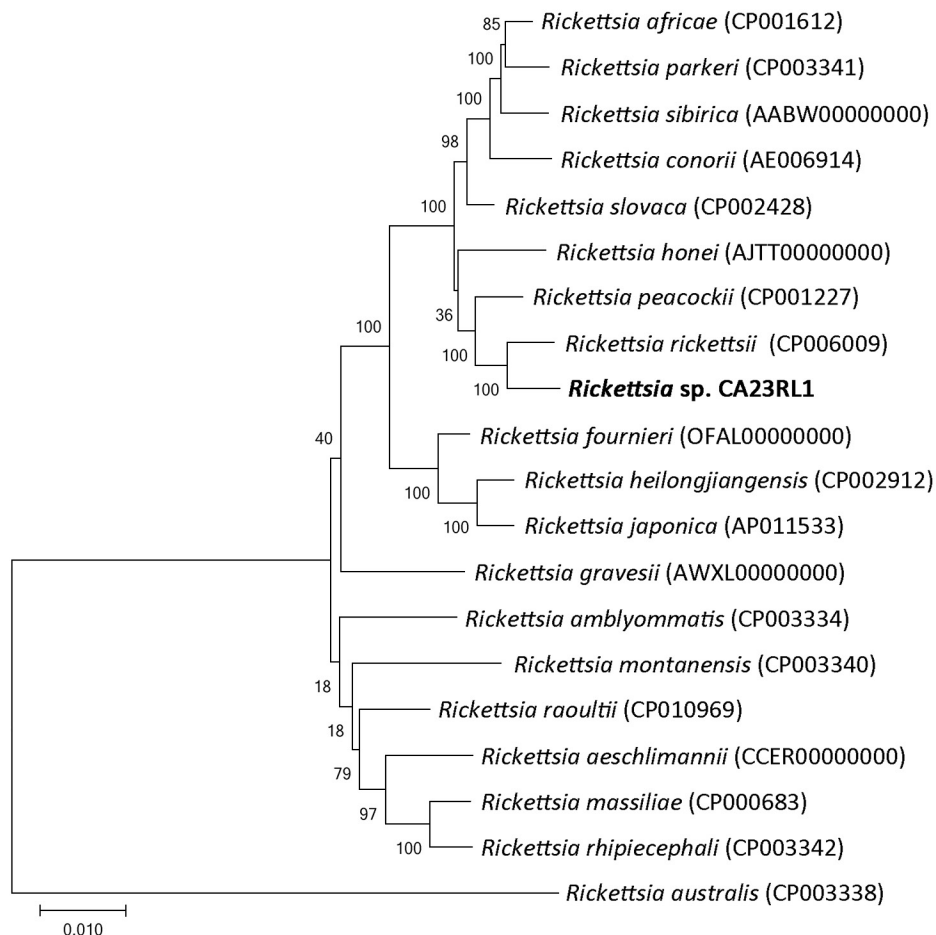 85
Rickettsia africae (CP001612)
100
Rickettsia parkeri (CP003341)
100
Rickettsia sibirica (AABW00000000)
98
Rickettsia conorii (AE006914)
100
Rickettsia slovaca (CP002428)
Rickettsia honei (AJTT00000000)
36
Rickettsia peacockii (CP001227)
100
100
Rickettsia rickettsii (CP006009)
100
Rickettsia sp. CA23RL1
40
Rickettsia fournieri (OFAL00000000)
100
Rickettsia heilongjiangensis (CP002912)
100
Rickettsia japonica (AP011533)
Rickettsia gravesii (AWXL00000000)
Rickettsia amblyommatis (CP003334)
18
Rickettsia montanensis (CP003340)
18
Rickettsia raoultii (CP010969)
79
Rickettsia aeschlimannii (CCER00000000)
97
Rickettsia massiliae (CP000683)
100
Rickettsia rhipiecephali (CP003342)
Rickettsia australis (CP003338)
0.010